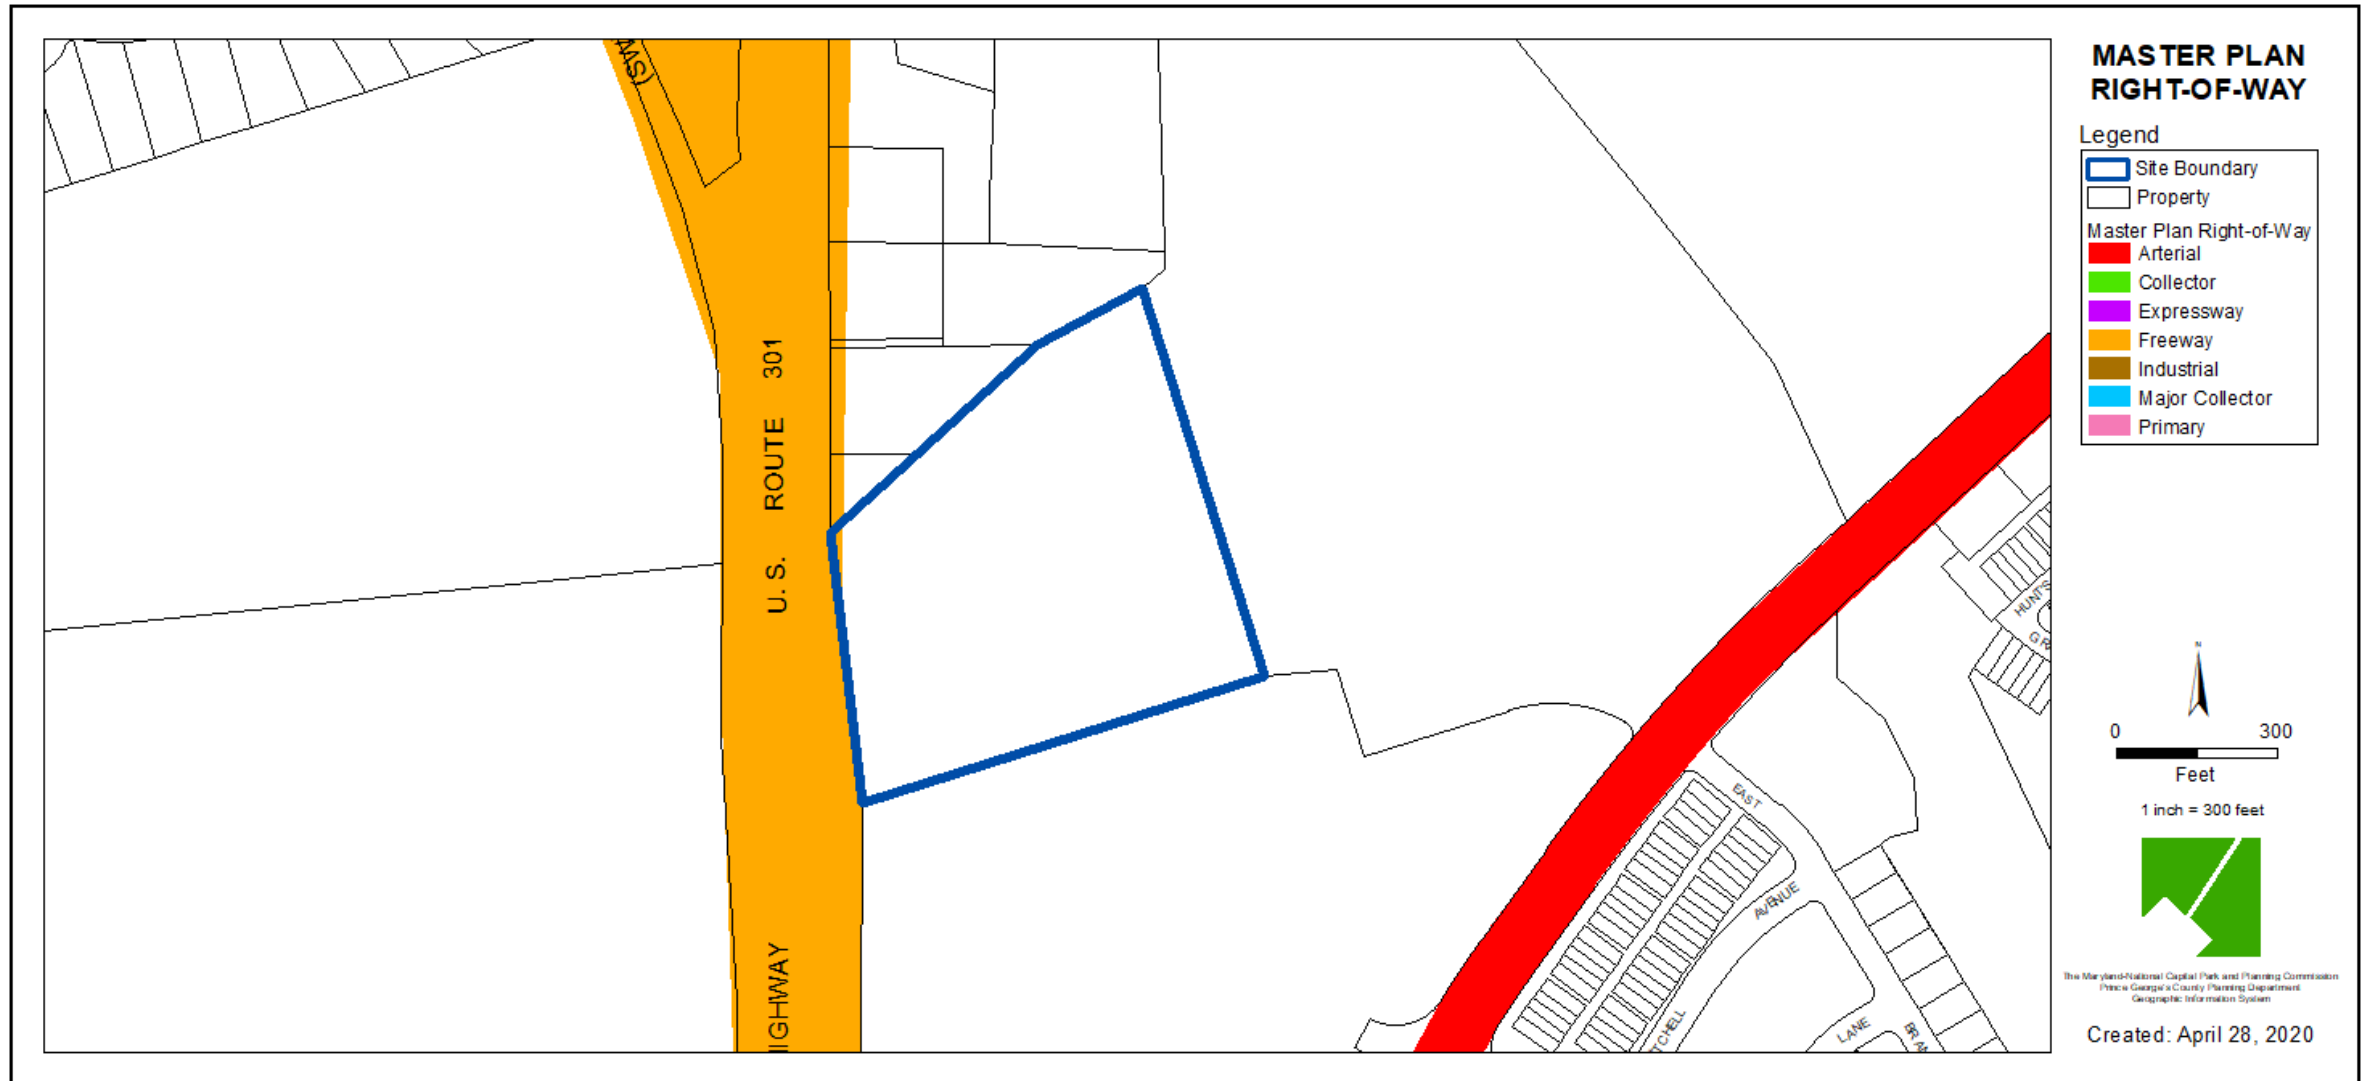 MASTER PLAN
RIGHT-OF-WAY
Legend
Site Boundary
Property
Master Plan Right-of-Way
Arterial
Collector
Expressway
Freeway
Industrial
Major Collector
Primary
U.S. ROUTE 301
EAST
AVENUE
LANE
N
0 300
Feet
1 inch = 300 feet
The Maryland-National Capital Park and Planning Commission
Prince George's County Planning Department
Geographic Information System
Created: April 28, 2020